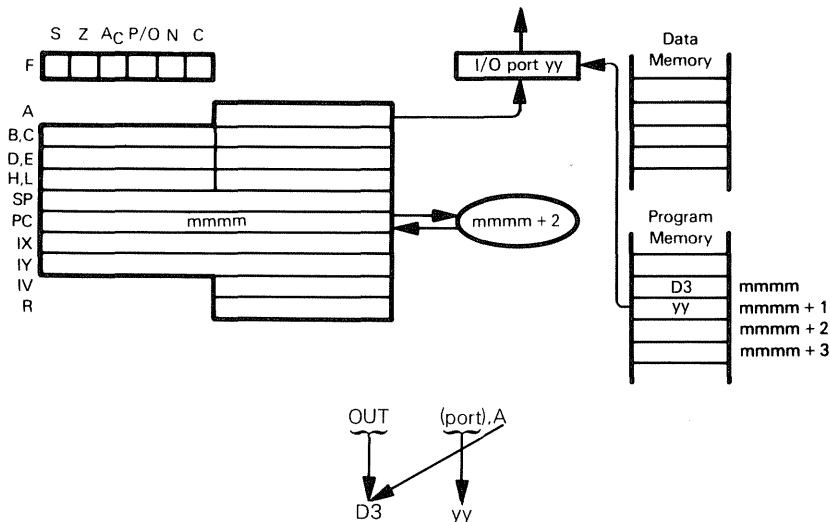 S Z AC P/O N C
F
I/O port yy
Data
Memory
A
B,C
D,E
H,L
SP
PC mmmm
mmmm + 2
IX
IY
IV
R
Program
Memory
D3 mmmm
yy mmmm + 1
mmmm + 2
mmmm + 3
OUT (port),A
D3 yy